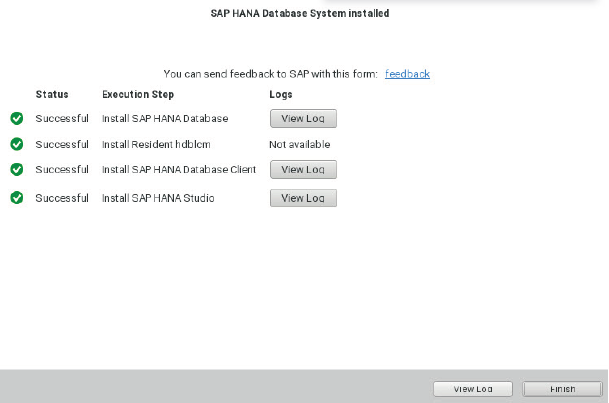 SAP HANA Database System installed
You can send feedback to SAP with this form: feedback
Status Execution Step Logs
Successful Install SAP HANA Database View Log
Successful Install Resident hdblcm Not available
Successful Install SAP HANA Database Client View Log
Successful Install SAP HANA Studio View Log
View Log Finish